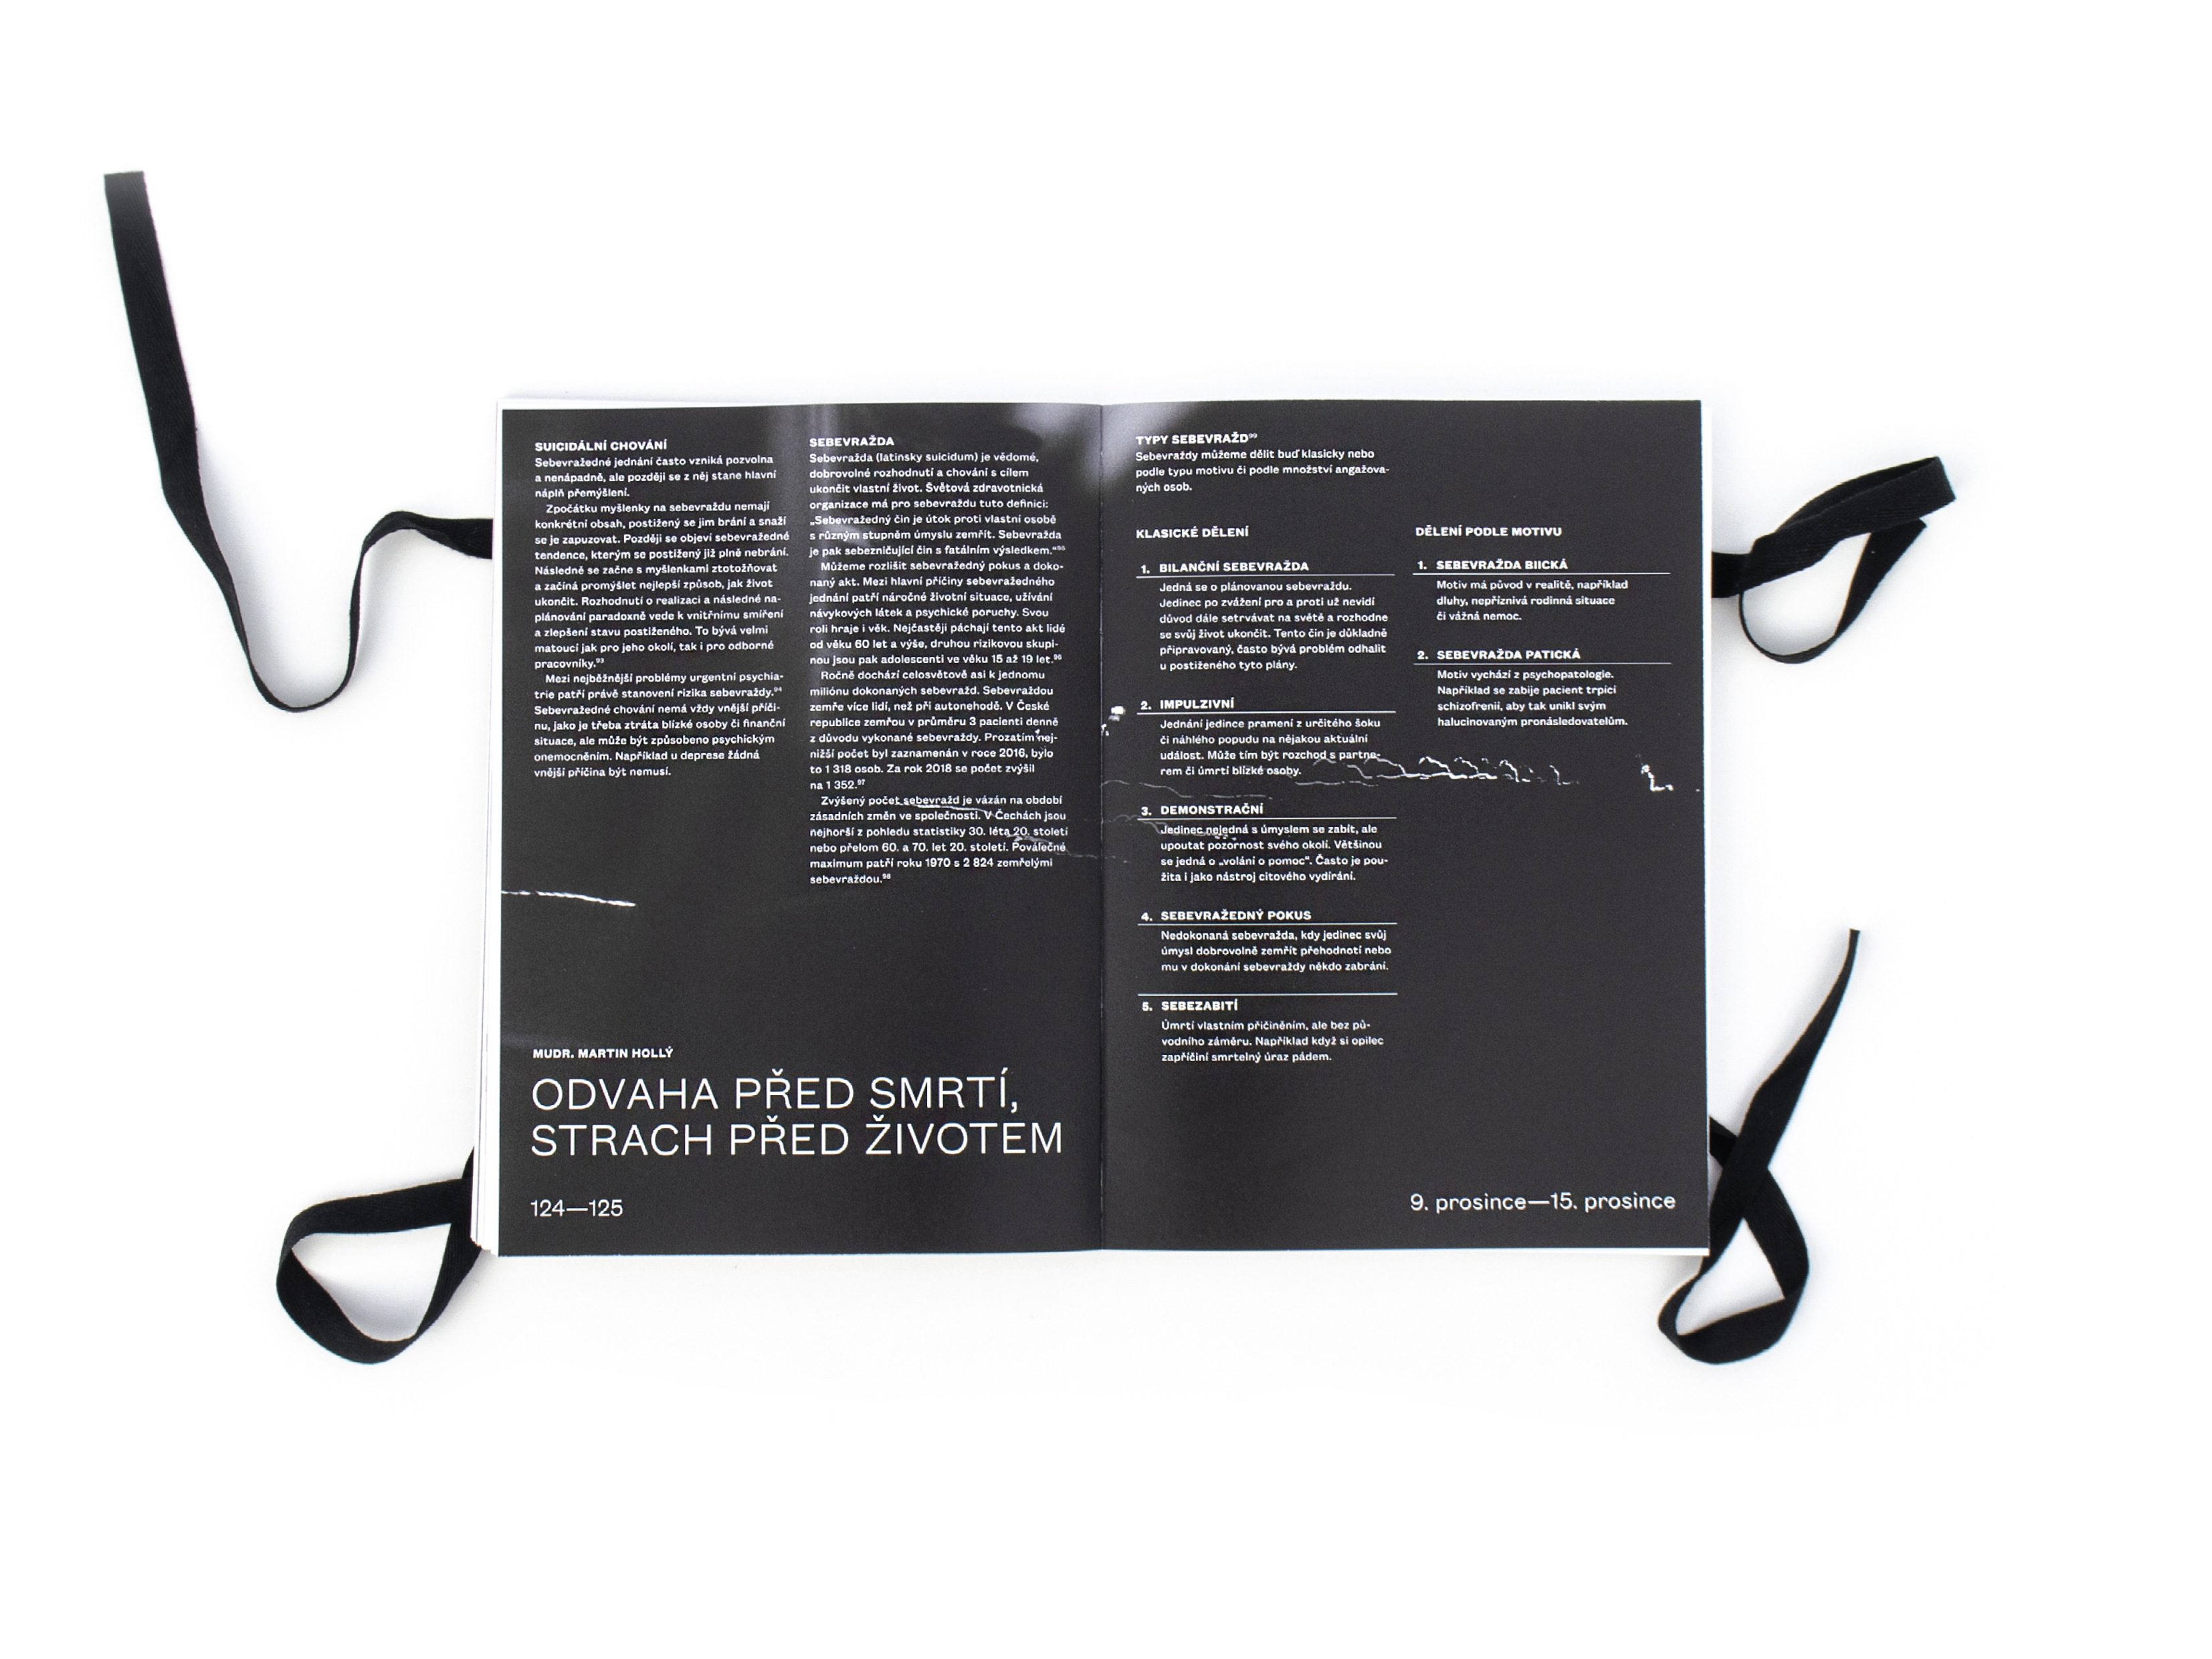 SUICIDÁLNÍ CHOVÁNÍ
Sebevražedné jednání často vzniká pozvolna
a nenápadně, ale později se z něj stane hlavní
náplň přemýšlení.
Zpočátku myšlenky na sebevraždu nemají
konkrétní obsah, postižený se jim brání a snaží
se je zapuzovat. Později se objeví sebevražedné
tendence, kterým se postižený již plně nebrání.
Následně se začne s myšlenkami ztotožňovat
a začíná promýšlet nejlepší způsob, jak život
ukončit. Rozhodnutí o realizaci a následné na-
plánování paradoxně vede k vnitřnímu smíření
a zlepšení stavu postiženého. To bývá velmi
matoucí jak pro jeho okolí, tak i pro odborné
pracovníky.⁹³
Mezi nejběžnější problémy urgentní psychia-
trie patří právě stanovení rizika sebevraždy.⁹⁴
Sebevražedné chování nemá vždy vnější příči-
nu, jako je třeba ztráta blízké osoby či finanční
situace, ale může být způsobeno psychickým
onemocněním. Například u deprese žádná
vnější příčina být nemusí.
SEBEVRAŽDA
Sebevražda (latinsky suicidum) je vědomé,
dobrovolné rozhodnutí a chování s cílem
ukončit vlastní život. Světová zdravotnická
organizace má pro sebevraždu tuto definici:
„Sebevražedný čin je útok proti vlastní osobě
s různým stupněm úmyslu zemřít. Sebevražda
je pak sebezničující čin s fatálním výsledkem.“⁹⁵
Můžeme rozlišit sebevražedný pokus a doko-
naný akt. Mezi hlavní příčiny sebevražedného
jednání patří náročné životní situace, užívání
návykových látek a psychické poruchy. Svou
roli hraje i věk. Nejčastěji páchají tento akt lidé
od věku 60 let a výše, druhou rizikovou skupi-
nou jsou pak adolescenti ve věku 15 až 19 let.⁹⁶
Ročně dochází celosvětově asi k jednomu
miliónu dokonaných sebevražd. Sebevraždou
zemře více lidí, než při autonehodě. V České
republice zemřou v průměru 3 pacienti denně
z důvodu vykonané sebevraždy. Prozatím nej-
nižší počet byl zaznamenán v roce 2016, bylo
to 1 318 osob. Za rok 2018 se počet zvýšil
na 1 352.⁹⁷
Zvýšený počet sebevražd je vázán na období
zásadních změn ve společnosti. V Čechách jsou
nejhorší z pohledu statistiky 30. léta 20. století
nebo přelom 60. a 70. let 20. století. Poválečné
maximum patří roku 1970 s 2 824 zemřelými
sebevraždou.⁹⁸
MUDR. MARTIN HOLLÝ
ODVAHA PŘED SMRTÍ,
STRACH PŘED ŽIVOTEM
124—125
TYPY SEBEVRAŽD⁹⁹
Sebevraždy můžeme dělit buď klasicky nebo
podle typu motivu či podle množství angažova-
ných osob.
KLASICKÉ DĚLENÍ
1. BILANČNÍ SEBEVRAŽDA
Jedná se o plánovanou sebevraždu.
Jedinec po zvážení pro a proti už nevidí
důvod dále setrvávat na světě a rozhodne
se svůj život ukončit. Tento čin je důkladně
připravovaný, často bývá problém odhalit
u postiženého tyto plány.
2. IMPULZIVNÍ
Jednání jedince pramení z určitého šoku
či náhlého popudu na nějakou aktuální
událost. Může tím být rozchod s partne-
rem či úmrtí blízké osoby.
3. DEMONSTRAČNÍ
Jedinec nejedná s úmyslem se zabít, ale
upoutat pozornost svého okolí. Většinou
se jedná o „volání o pomoc“. Často je pou-
žita i jako nástroj citového vydírání.
4. SEBEVRAŽEDNÝ POKUS
Nedokonaná sebevražda, kdy jedinec svůj
úmysl dobrovolně zemřít přehodnotí nebo
mu v dokonání sebevraždy někdo zabrání.
5. SEBEZABITÍ
Úmrtí vlastním přičiněním, ale bez pů-
vodního záměru. Například když si opilec
zapříčiní smrtelný úraz pádem.
DĚLENÍ PODLE MOTIVU
1. SEBEVRAŽDA BIICKÁ
Motiv má původ v realitě, například
dluhy, nepříznivá rodinná situace
či vážná nemoc.
2. SEBEVRAŽDA PATICKÁ
Motiv vychází z psychopatologie.
Například se zabije pacient trpící
schizofrenií, aby tak unikl svým
halucinovaným pronásledovatelům.
9. prosince—15. prosince